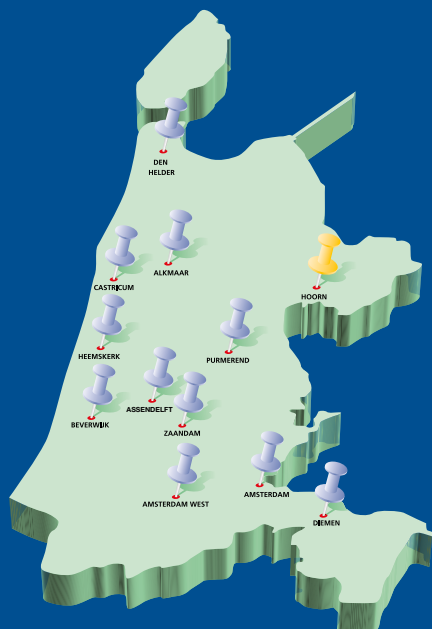 DEN
HELDER
ALKMAAR
CASTRICUM
HOORN
HEEMSKERK
PURMEREND
ASSENDELFT
BEVERWIJK
ZAANDAM
AMSTERDAM
AMSTERDAM WEST
DIEMEN